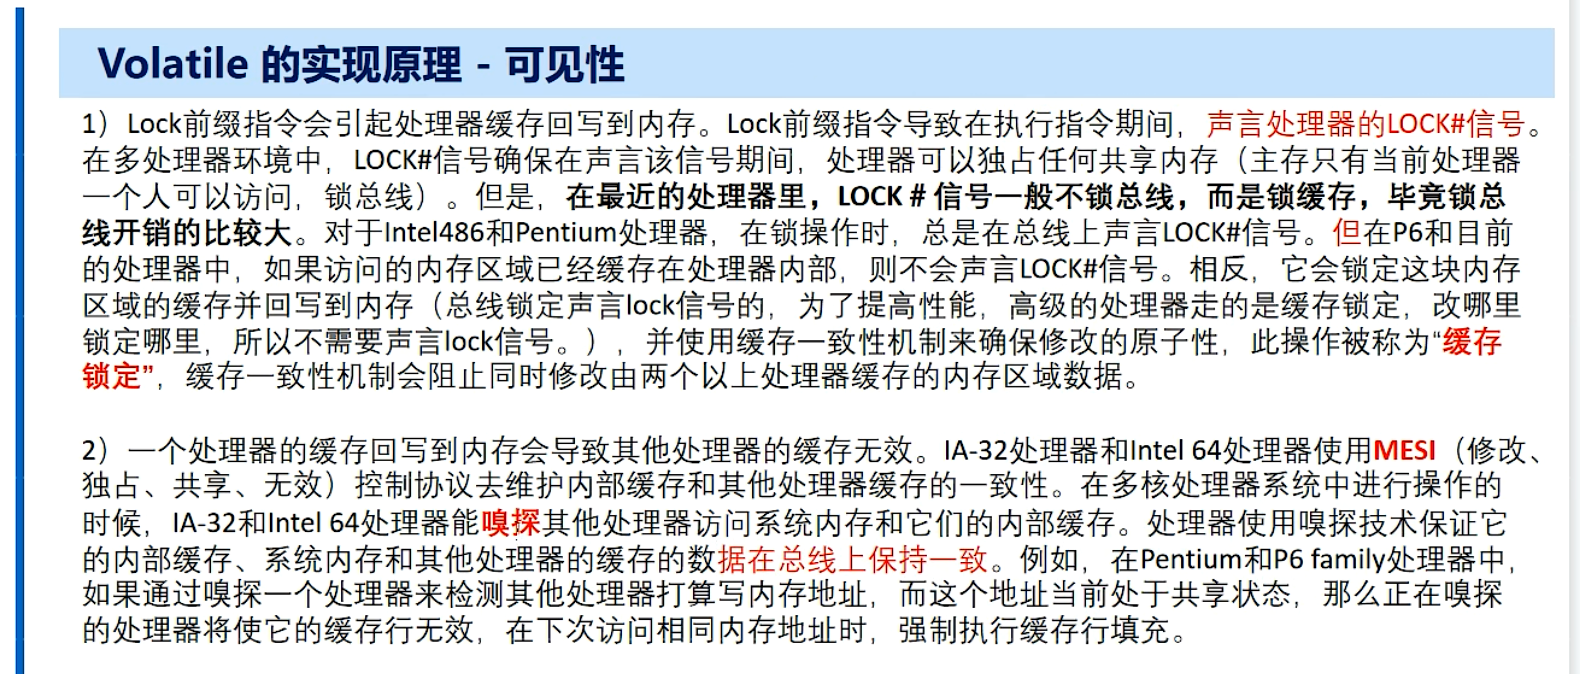 Volatile 的实现原理 - 可见性
1）Lock前缀指令会引起处理器缓存回写到内存。Lock前缀指令导致在执行指令期间，声言处理器的LOCK#信号。
在多处理器环境中，LOCK#信号确保在声言该信号期间，处理器可以独占任何共享内存（主存只有当前处理器
一个人可以访问，锁总线）。但是，在最近的处理器里，LOCK # 信号一般不锁总线，而是锁缓存，毕竟锁总
线开销的比较大。对于Intel486和Pentium处理器，在锁操作时，总是在总线上声言LOCK#信号。但在P6和目前
的处理器中，如果访问的内存区域已经缓存在处理器内部，则不会声言LOCK#信号。相反，它会锁定这块内存
区域的缓存并回写到内存（总线锁定声言lock信号的，为了提高性能，高级的处理器走的是缓存锁定，改哪里
锁定哪里，所以不需要声言lock信号。），并使用缓存一致性机制来确保修改的原子性，此操作被称为“缓存
锁定”，缓存一致性机制会阻止同时修改由两个以上处理器缓存的内存区域数据。
2）一个处理器的缓存回写到内存会导致其他处理器的缓存无效。IA-32处理器和Intel 64处理器使用MESI（修改、
独占、共享、无效）控制协议去维护内部缓存和其他处理器缓存的一致性。在多核处理器系统中进行操作的
时候，IA-32和Intel 64处理器能嗅探其他处理器访问系统内存和它们的内部缓存。处理器使用嗅探技术保证它
的内部缓存、系统内存和其他处理器的缓存的数据在总线上保持一致。例如，在Pentium和P6 family处理器中，
如果通过嗅探一个处理器来检测其他处理器打算写内存地址，而这个地址当前处于共享状态，那么正在嗅探
的处理器将使它的缓存行无效，在下次访问相同内存地址时，强制执行缓存行填充。